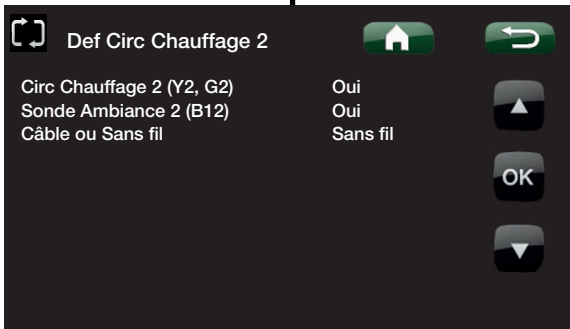 Def Circ Chauffage 2
Circ Chauffage 2 (Y2, G2) Oui
Sonde Ambiance 2 (B12) Oui
Câble ou Sans fil Sans fil
OK